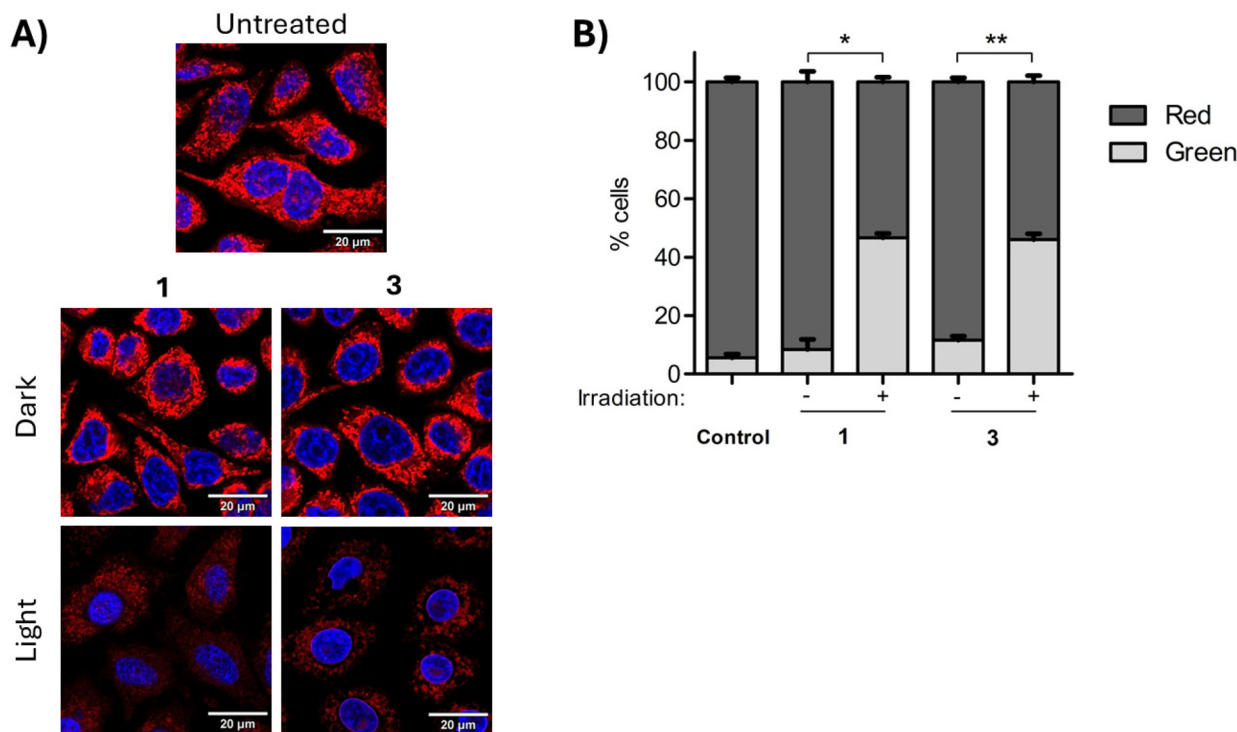 A)
Untreated
20 µm
1 3
Dark
20 µm 20 µm
Light
20 µm 20 µm
B)
* **
100
80
60
40
20
0
% cells
Red
Green
Irradiation: - + - +
Control 1 3